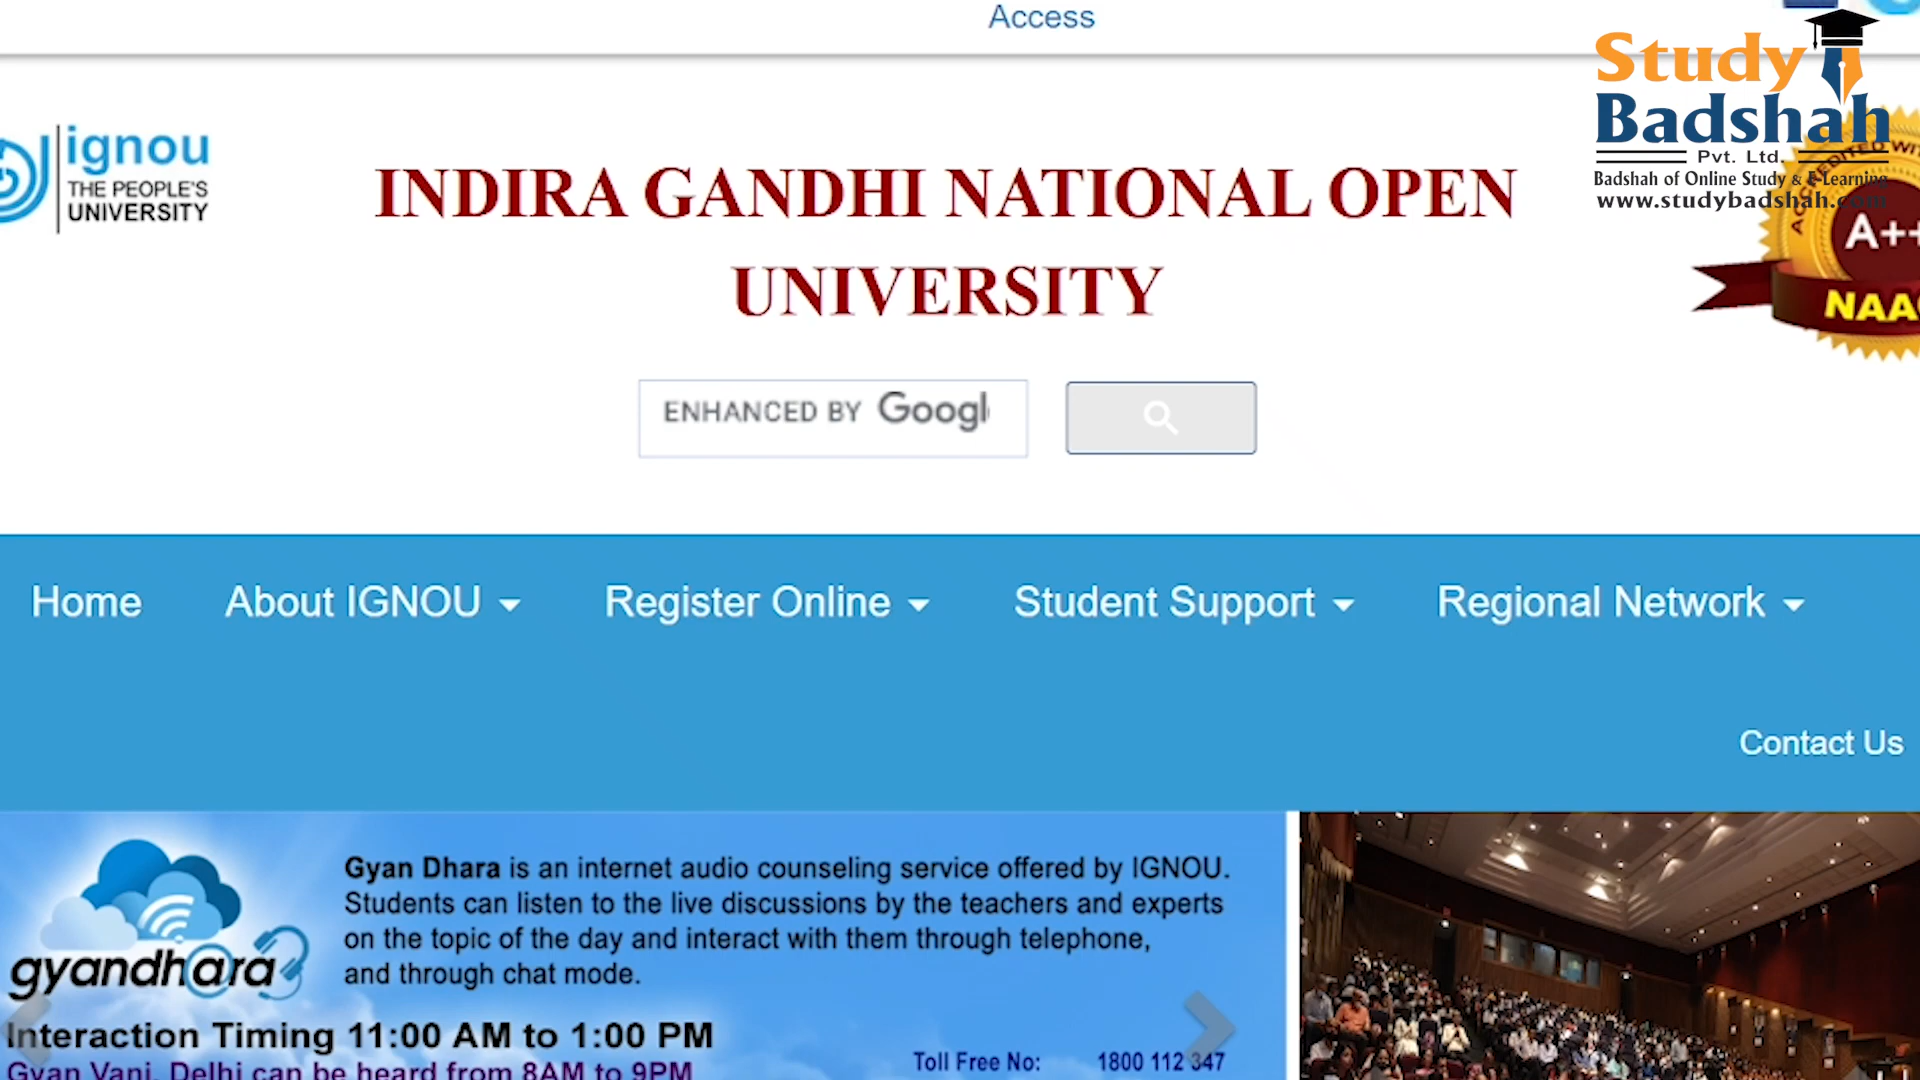 Access
Study
Badshah
Pvt. Ltd.
Badshah of Online Study & E-Learning
www.studybadshah.com
ignou
THE PEOPLE'S
UNIVERSITY
INDIRA GANDHI NATIONAL OPEN
UNIVERSITY
ACCREDITED WI
A++
NAA
ENHANCED BY Googl
Home About IGNOU Register Online Student Support Regional Network
Contact Us
gyandh@ra
Gyan Dhara is an internet audio counseling service offered by IGNOU.
Students can listen to the live discussions by the teachers and experts
on the topic of the day and interact with them through telephone,
and through chat mode.
Interaction Timing 11:00 AM to 1:00 PM
Gyan Vani, Delhi can be heard from 8AM to 9PM
Toll Free No: 1800 112 347